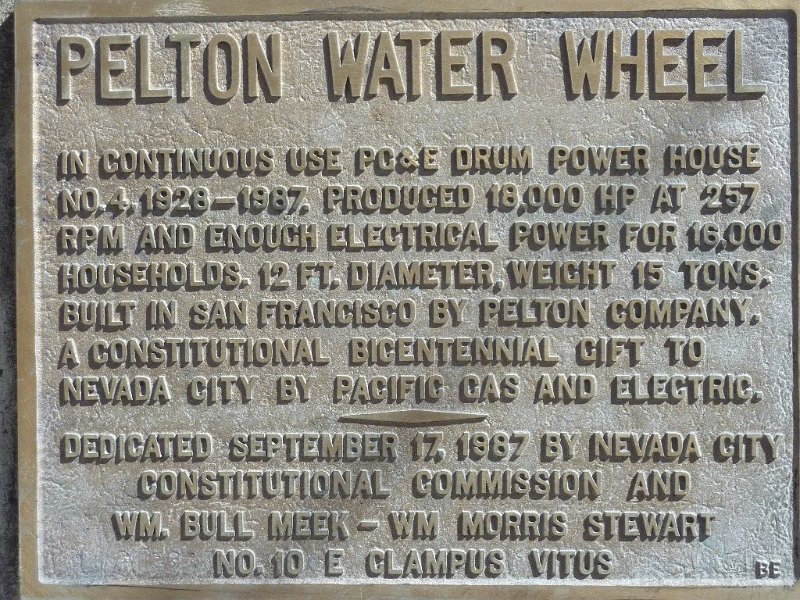 PELTON WATER WHEEL
IN CONTINUOUS USE PG&E DRUM POWER HOUSE
NO. 4, 1928-1987. PRODUCED 18,000 HP AT 257
RPM AND ENOUGH ELECTRICAL POWER FOR 16,000
HOUSEHOLDS. 12 FT. DIAMETER, WEIGHT 15 TONS.
BUILT IN SAN FRANCISCO BY PELTON COMPANY.
A CONSTITUTIONAL BICENTENNIAL GIFT TO
NEVADA CITY BY PACIFIC GAS AND ELECTRIC.
DEDICATED SEPTEMBER 17, 1987 BY NEVADA CITY
CONSTITUTIONAL COMMISSION AND
WM. BULL MEEK - WM MORRIS STEWART
NO. 10 E CLAMPUS VITUS
BE